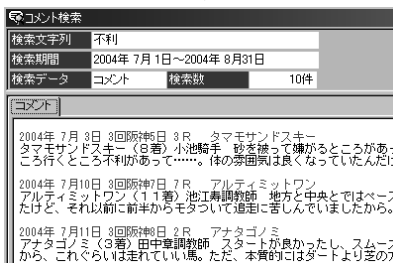 コメント検索
検索文字列 不利
検索期間 2004年 7月 1日～2004年 8月31日
検索データ コメント 検索数 10件
コメント
2004年 7月 3日 3回阪神5日 3R タマモサンドスキー
タマモサンドスキー（8着）小池騎手 砂を被って嫌がるところがあっ
ころ行くところ不利があって……。体の雰囲気は良くなっていたんだけ
2004年 7月10日 3回阪神7日 7R アルティミットワン
アルティミットワン（11着）池江寿調教師 地方と中央とではペース
たけど、それ以前に前半からモタついて追走に苦しんでいましたから。
2004年 7月11日 3回阪神8日 2R アナタゴノミ
アナタゴノミ（3着）田中章調教師 スタートが良かったし、スムース
から、これぐらいは走れていい馬。ただ、本質的にはダートより芝の方